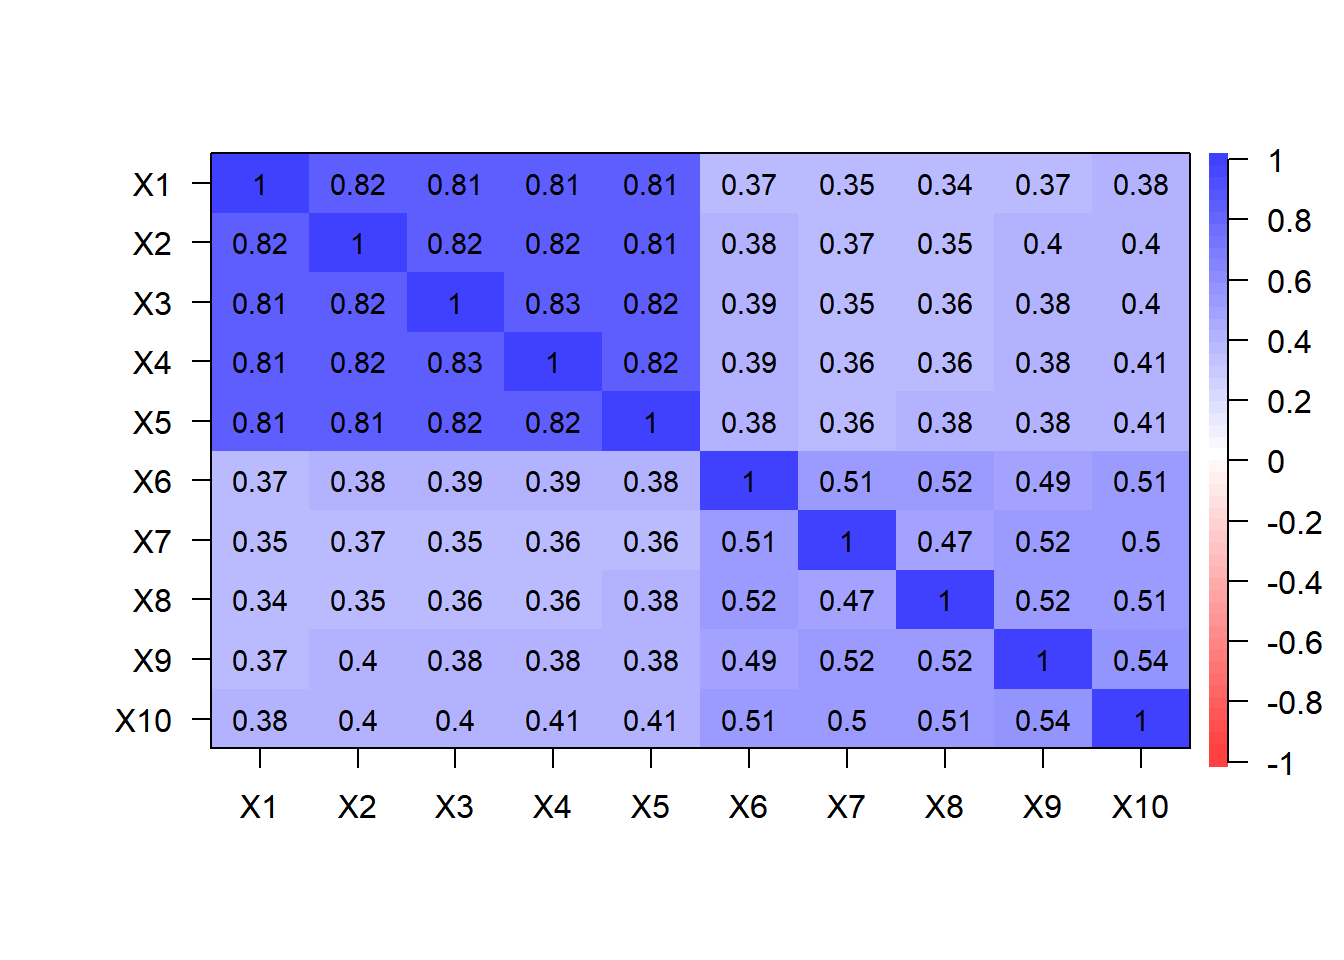 X1 1 0.82 0.81 0.81 0.81 0.37 0.35 0.34 0.37 0.38
X2 0.82 1 0.82 0.82 0.81 0.38 0.37 0.35 0.4 0.4
X3 0.81 0.82 1 0.83 0.82 0.39 0.35 0.36 0.38 0.4
X4 0.81 0.82 0.83 1 0.82 0.39 0.36 0.36 0.38 0.41
X5 0.81 0.81 0.82 0.82 1 0.38 0.36 0.38 0.38 0.41
X6 0.37 0.38 0.39 0.39 0.38 1 0.51 0.52 0.49 0.51
X7 0.35 0.37 0.35 0.36 0.36 0.51 1 0.47 0.52 0.5
X8 0.34 0.35 0.36 0.36 0.38 0.52 0.47 1 0.52 0.51
X9 0.37 0.4 0.38 0.38 0.38 0.49 0.52 0.52 1 0.54
X10 0.38 0.4 0.4 0.41 0.41 0.51 0.5 0.51 0.54 1
X1 X2 X3 X4 X5 X6 X7 X8 X9 X10
1
0.8
0.6
0.4
0.2
0
-0.2
-0.4
-0.6
-0.8
-1